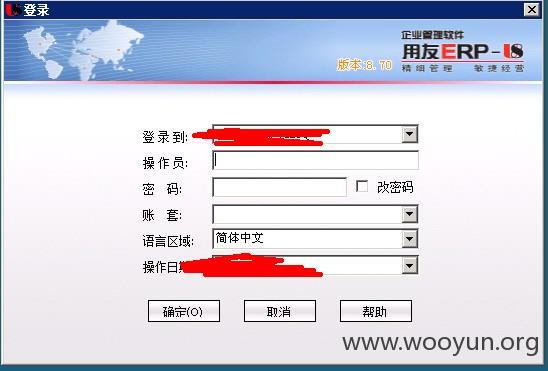 登录
企业管理软件
用友ERP-U8
版本:8.70
精细管理 敏捷经营
登录到:
操作员:
密 码:
改密码
账 套:
语言区域:
简体中文
操作日
确定(O)
取消
帮助
www.wooyun.org